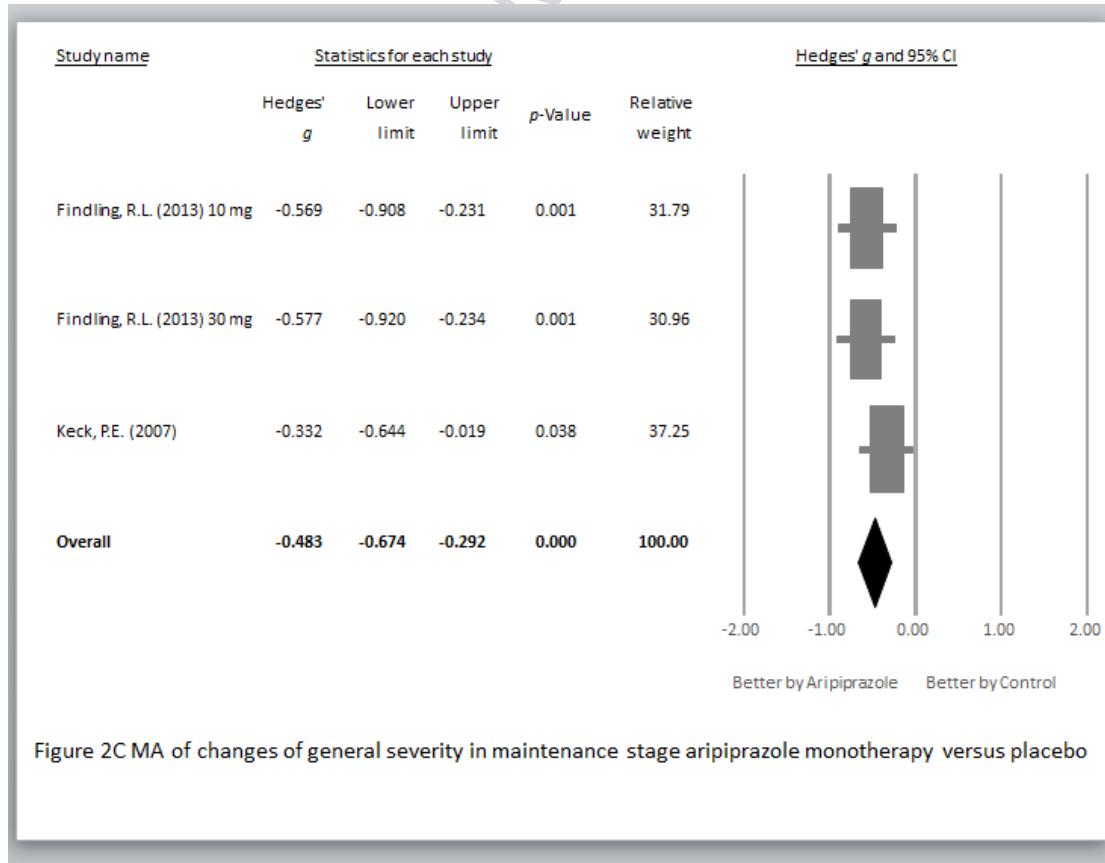 Study name Statistics for each study Hedges' g and 95% CI
Hedges' Lower Upper p-Value Relative
g limit limit weight
Findling, R.L. (2013) 10 mg -0.569 -0.908 -0.231 0.001 31.79
Findling, R.L. (2013) 30 mg -0.577 -0.920 -0.234 0.001 30.96
Keck, P.E. (2007) -0.332 -0.644 -0.019 0.038 37.25
Overall -0.483 -0.674 -0.292 0.000 100.00
-2.00 -1.00 0.00 1.00 2.00
Better by Aripiprazole Better by Control
Figure 2C MA of changes of general severity in maintenance stage aripiprazole monotherapy versus placebo